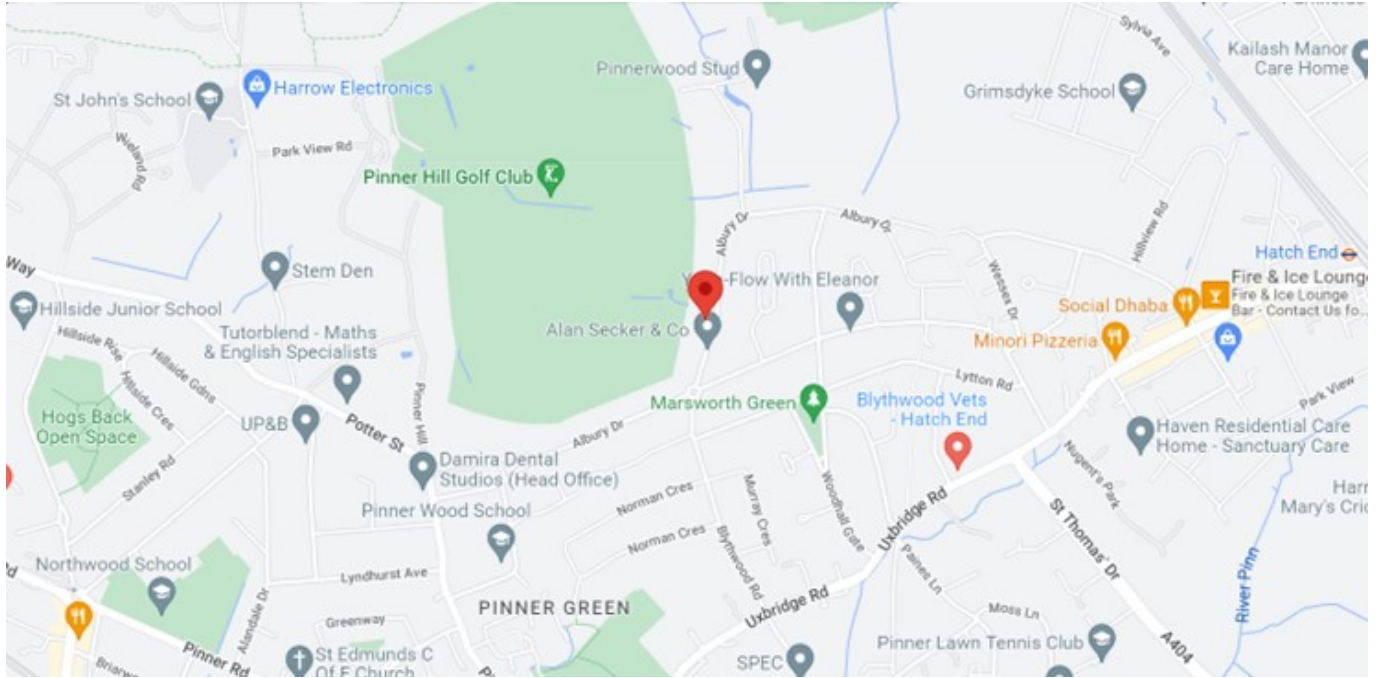 Sylvia Ave
Kailash Manor
Care Home
Pinnerwood Stud
St John's School
Harrow Electronics
Grimsdyke School
Wieland Rd
Park View Rd
Pinner Hill Golf Club
Albury Dr
Albury Dr
Hillview Rd
Way
Stem Den
Hatch End
-Flow With Eleanor
Wessex Dr
Fire & Ice Loung
Fire & Ice Lounge
Bar - Contact Us fo...
Hillside Junior School
Social Dhaba
Alan Secker & Co
Tutorblend - Maths
& English Specialists
Minori Pizzeria
Hillside Rise
Hillside Gdns
Hillside Cres
Lytton Rd
Pinner Hill
Park View
Marsworth Green
Blythwood Vets
- Hatch End
Hogs Back
Open Space
UP&B
Potter St
Albury Dr
Haven Residential Care
Home - Sanctuary Care
Nugent's Park
Stanley Rd
Damira Dental
Studios (Head Office)
Norman Cres
Murray Cres
Woodhall Gate
Uxbridge Rd
St Thomas' Dr
Mary's Cric
Pinner Wood School
Norman Cres
Blythwood Rd
Paines Ln
River Pinn
Northwood School
Lyndhurst Ave
Rd
Alandale Dr
PINNER GREEN
Uxbridge Rd
Moss Ln
Greenway
Pinner Rd
St Edmunds C
Of E Church
Pinner Lawn Tennis Club
A404
SPEC